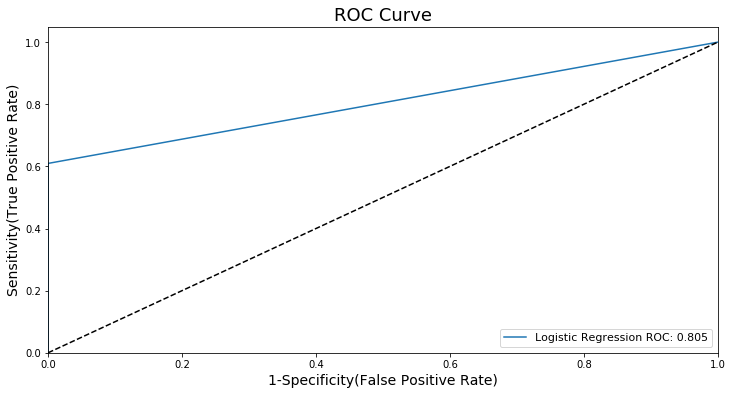 ROC Curve
1.0
0.8
0.6
0.4
0.2
0.0
Sensitivity(True Positive Rate)
Logistic Regression ROC: 0.805
0.0 0.2 0.4 0.6 0.8 1.0
1-Specificity(False Positive Rate)